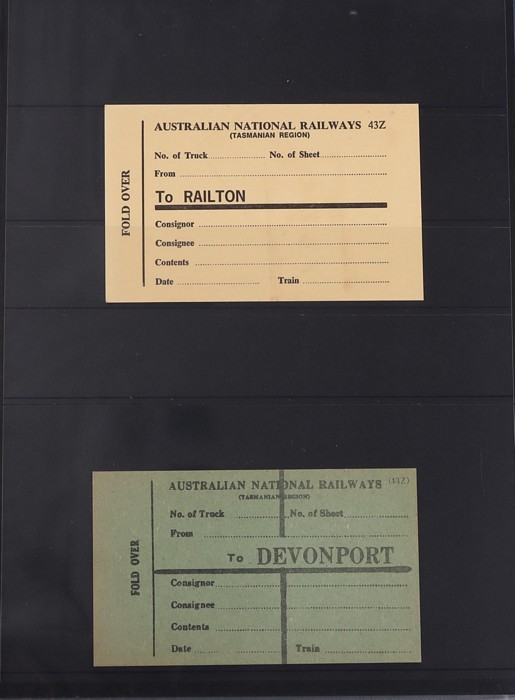 AUSTRALIAN NATIONAL RAILWAYS 43Z
(TASMANIAN REGION)
No. of Truck.................... No. of Sheet........................
From ........................................................................
To RAILTON
Consignor ................................................................
Consignee ................................................................
Contents .................................................................
Date ............................ Train ..............................
FOLD OVER
AUSTRALIAN NATIONAL RAILWAYS (43Z)
(TASMANIAN REGION)
No. of Truck .................... No. of Sheet........................
From ........................................................................
To DEVONPORT
Consignor................................................................
Consignee ................................................................
Contents .................................................................
Date ............................ Train ..............................
FOLD OVER